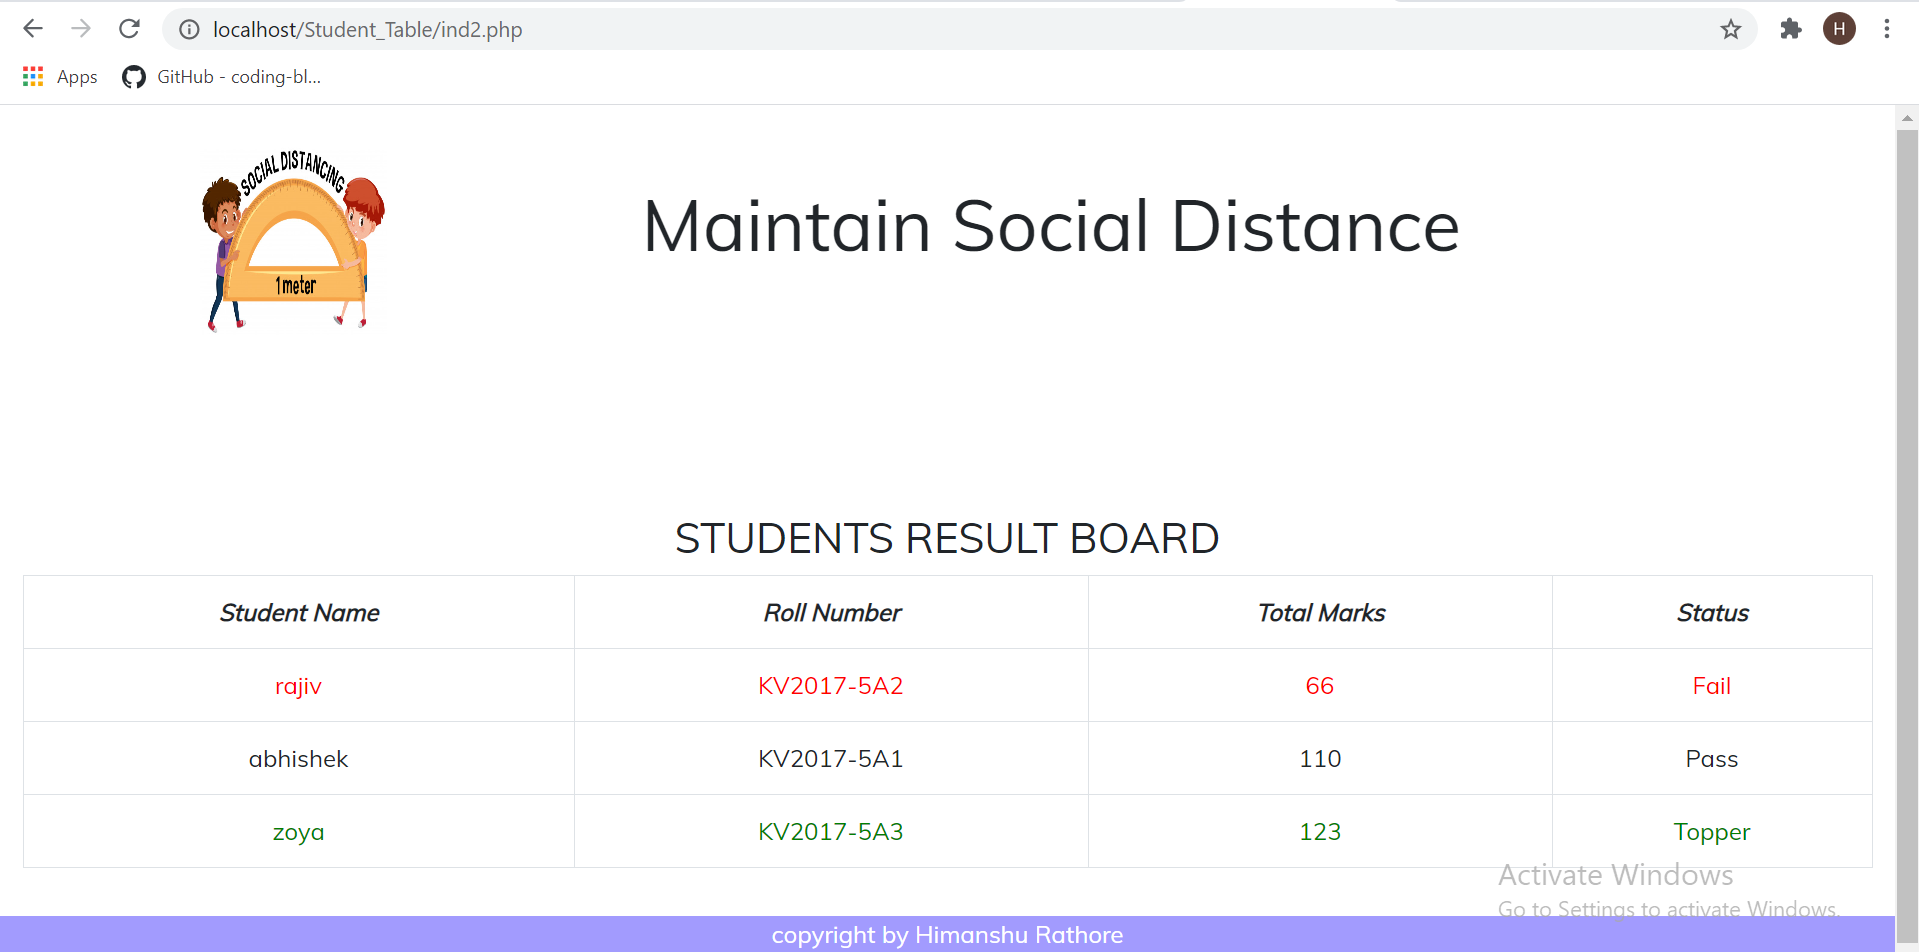 localhost/Student_Table/ind2.php
H
Apps
GitHub - coding-bl...
SOCIAL DISTANCING
1meter
Maintain Social Distance
STUDENTS RESULT BOARD
Student Name Roll Number Total Marks Status
rajiv KV2017-5A2 66 Fail
abhishek KV2017-5A1 110 Pass
zoya KV2017-5A3 123 Topper
Activate Windows
Go to Settings to activate Windows.
copyright by Himanshu Rathore